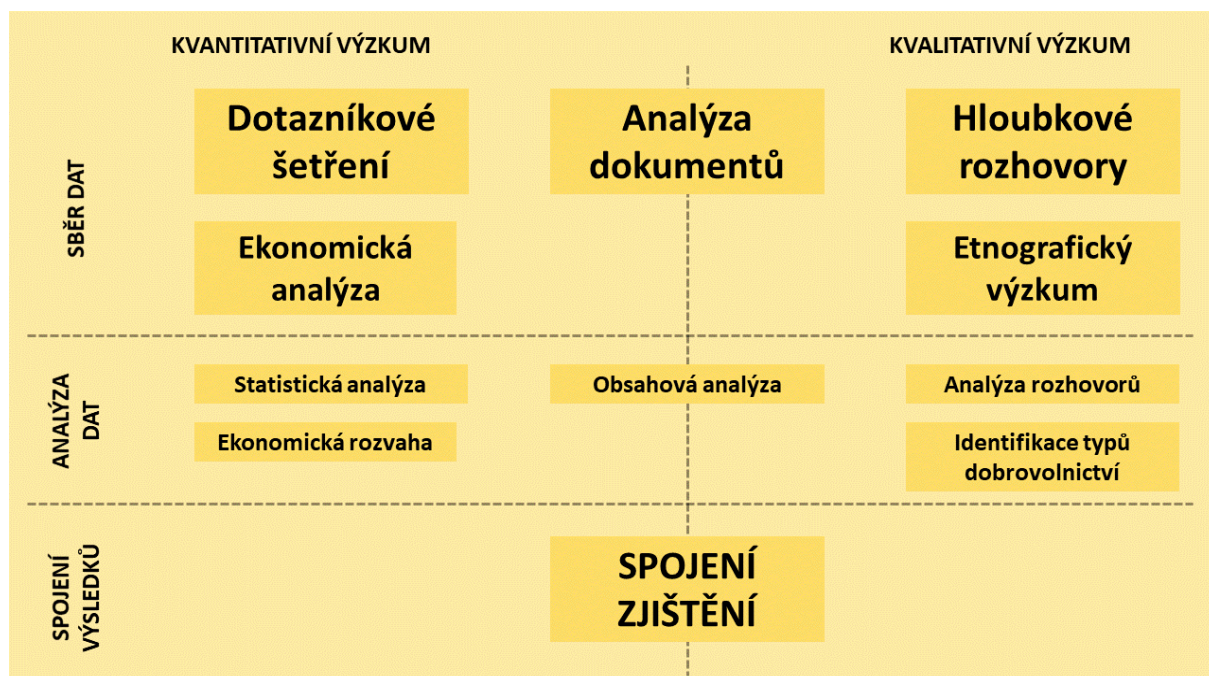 KVANTITATIVNÍ VÝZKUM
KVALITATIVNÍ VÝZKUM
SBĚR DAT
Dotazníkové
šetření
Analýza
dokumentů
Hloubkové
rozhovory
Ekonomická
analýza
Etnografický
výzkum
ANALÝZA
DAT
Statistická analýza
Obsahová analýza
Analýza rozhovorů
Ekonomická rozvaha
Identifikace typů
dobrovolnictví
SPOJENÍ
VÝSLEDKŮ
SPOJENÍ
ZJIŠTĚNÍ